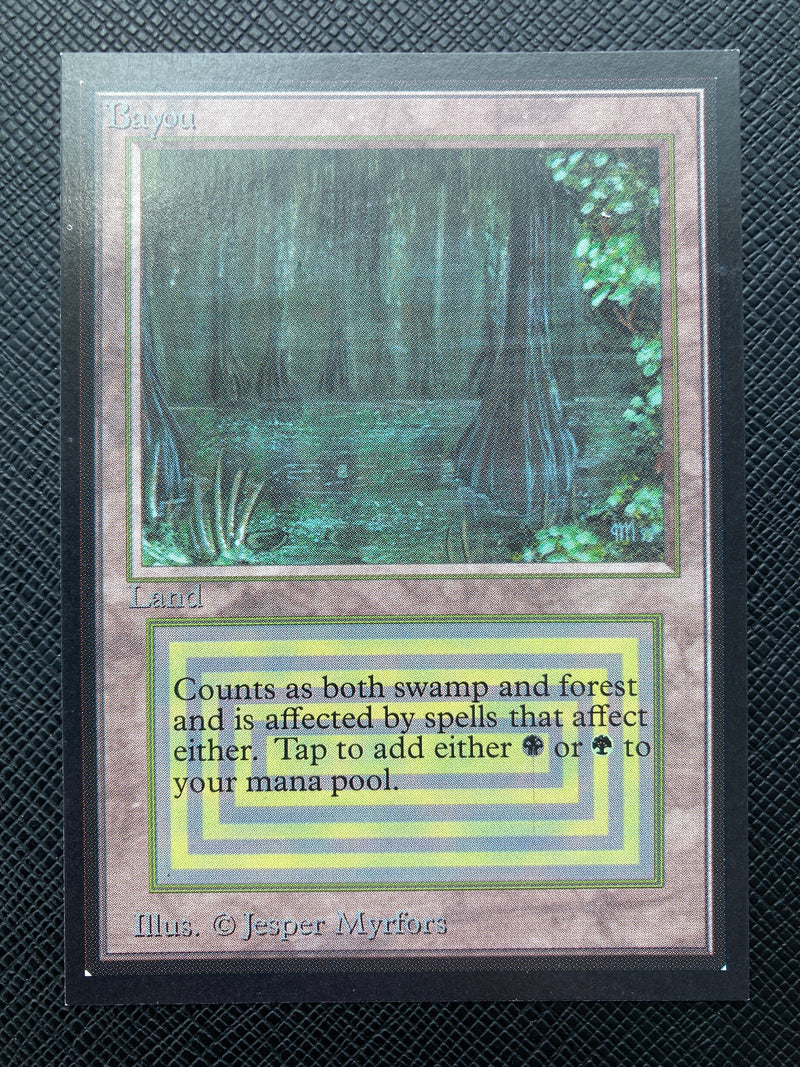 Bayou
Land
Counts as both swamp and forest
and is affected by spells that affect
either. Tap to add either or to
your mana pool.
Illus. © Jesper Myrfors